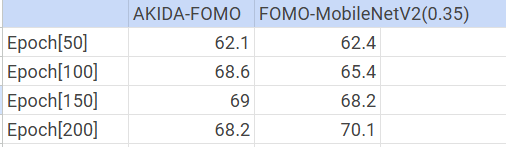 AKIDA-FOMO FOMO-MobileNetV2(0.35)
Epoch[50] 62.1 62.4
Epoch[100] 68.6 65.4
Epoch[150] 69 68.2
Epoch[200] 68.2 70.1